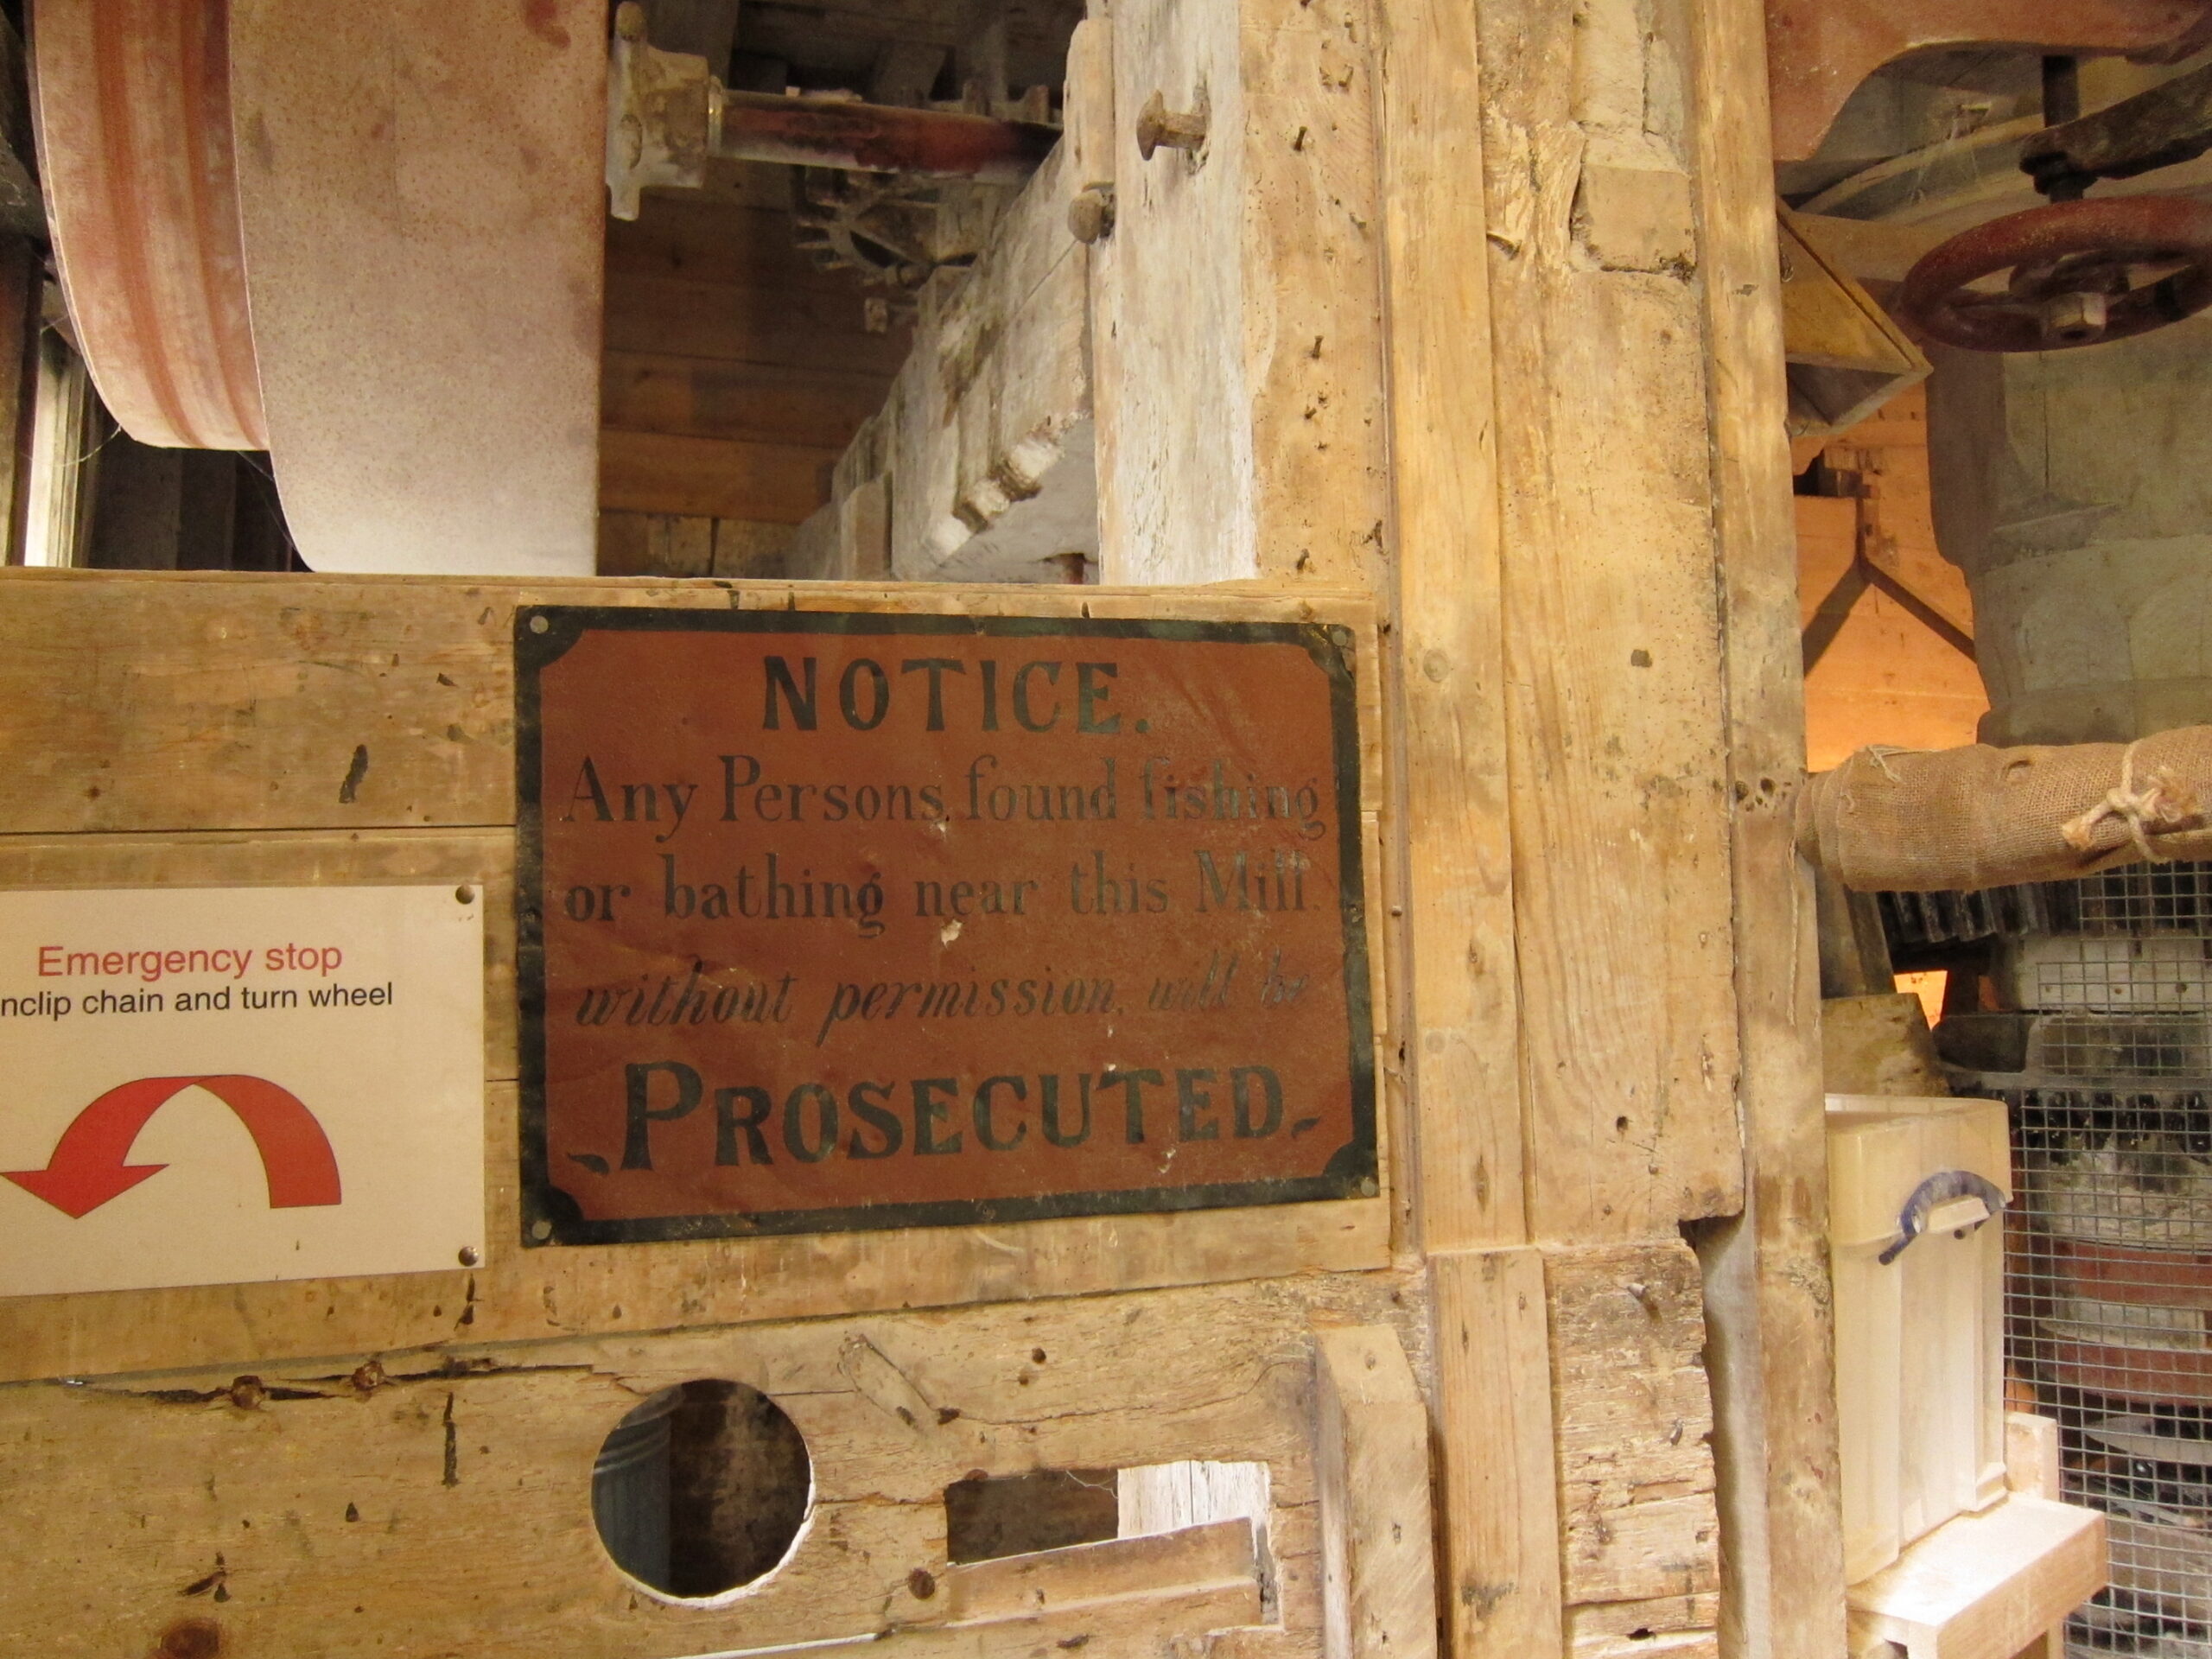 NOTICE.
Any Persons found fishing
or bathing near this Mill.
without permission, will be
PROSECUTED.
Emergency stop
nclip chain and turn wheel